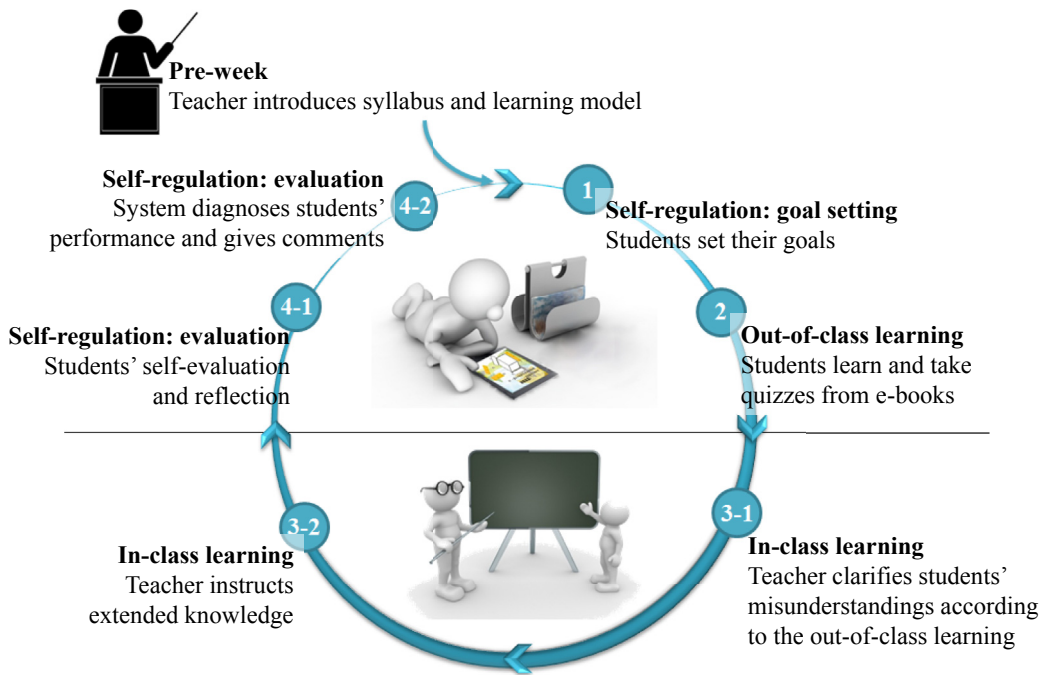 Pre-week
Teacher introduces syllabus and learning model
1
Self-regulation: goal setting
Students set their goals
2
Out-of-class learning
Students learn and take
quizzes from e-books
3-1
In-class learning
Teacher clarifies students’
misunderstandings according
to the out-of-class learning
3-2
In-class learning
Teacher instructs
extended knowledge
4-1
Self-regulation: evaluation
Students’ self-evaluation
and reflection
4-2
Self-regulation: evaluation
System diagnoses students’
performance and gives comments